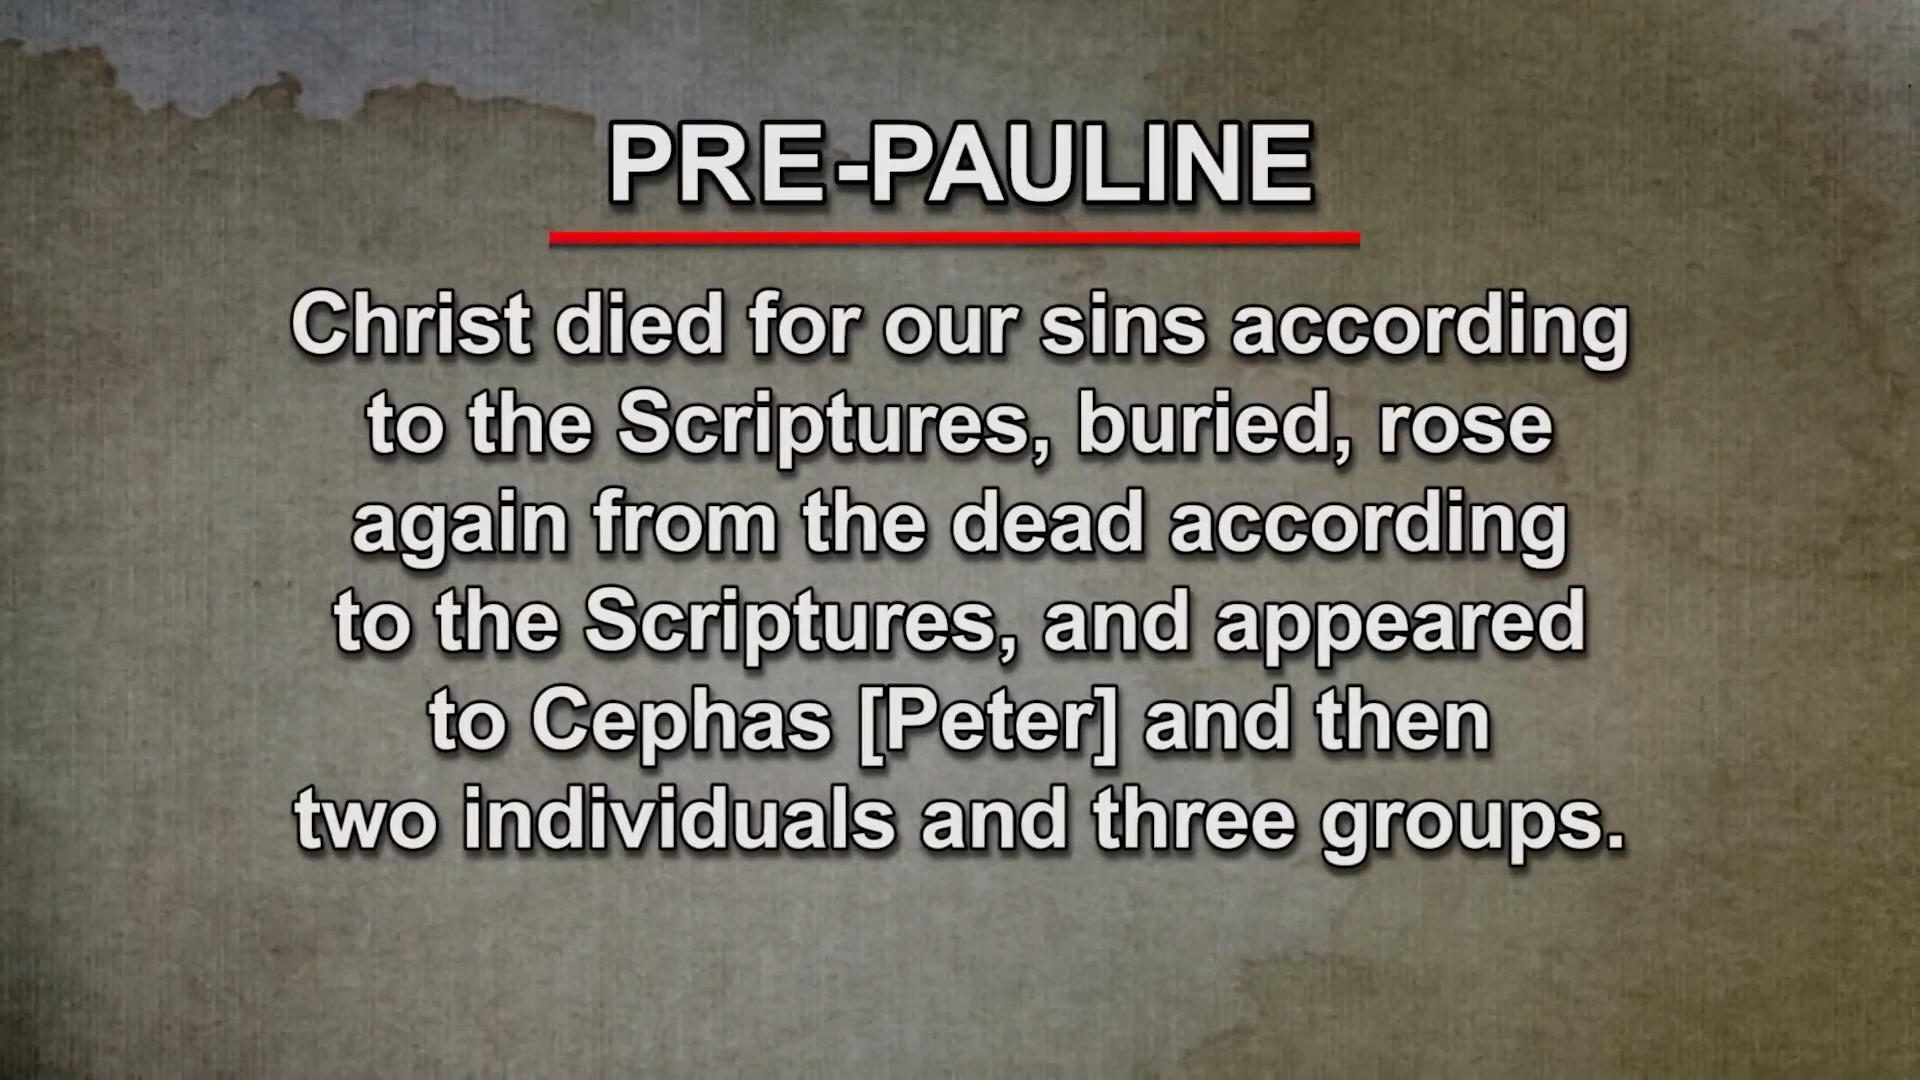 PRE-PAULINE
Christ died for our sins according
to the Scriptures, buried, rose
again from the dead according
to the Scriptures, and appeared
to Cephas [Peter] and then
two individuals and three groups.